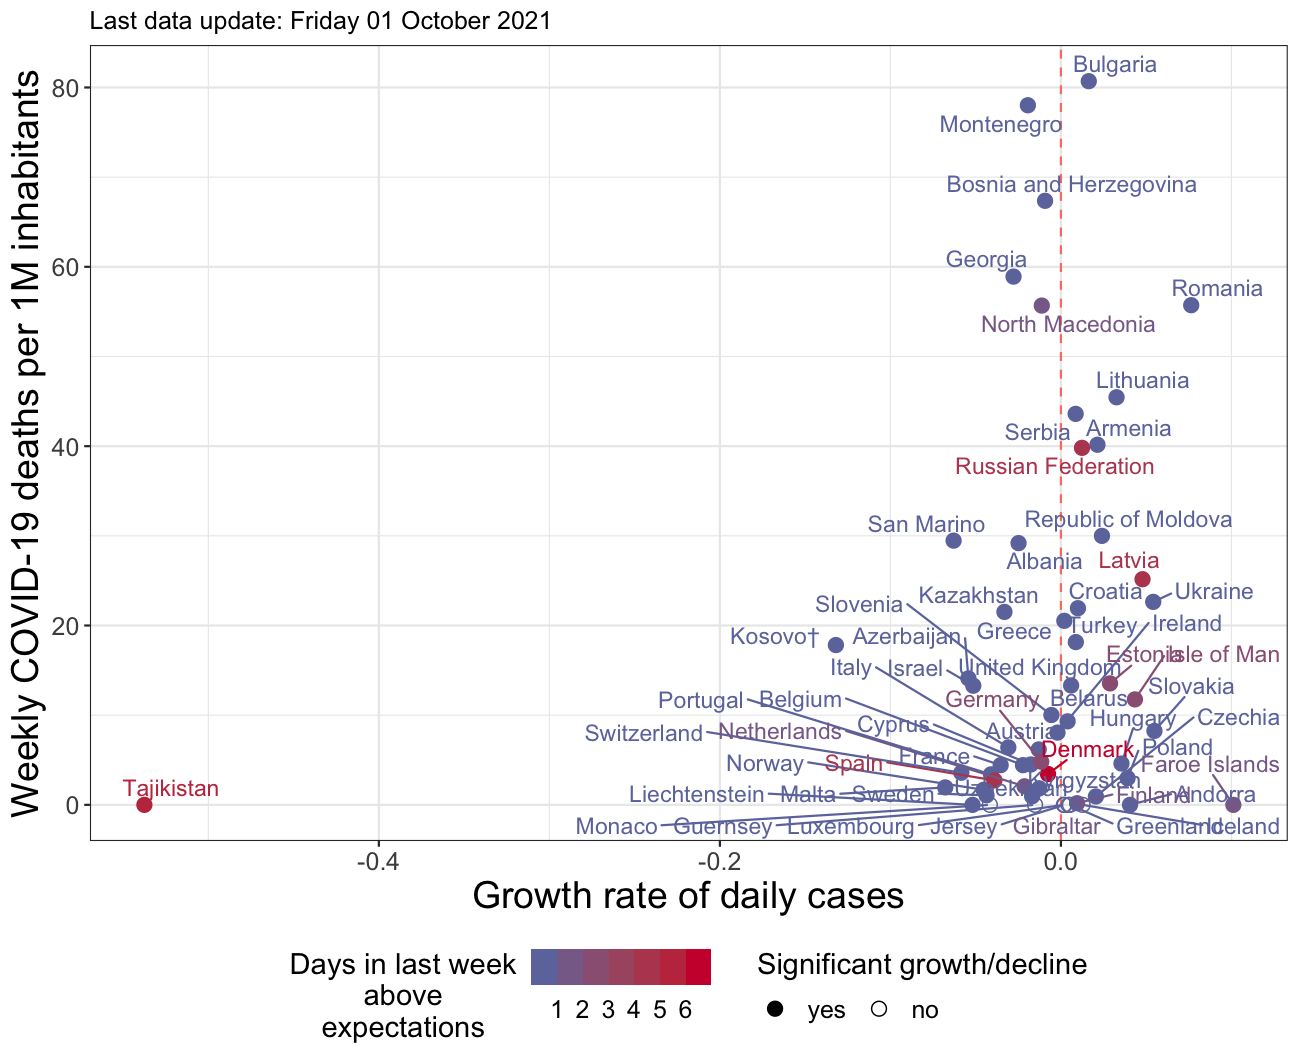 Last data update: Friday 01 October 2021
Weekly COVID-19 deaths per 1M inhabitants
80
60
40
20
0
Bulgaria
Montenegro
Bosnia and Herzegovina
Georgia
Romania
North Macedonia
Lithuania
Serbia
Armenia
Russian Federation
San Marino
Republic of Moldova
Albania
Latvia
Slovenia
Kazakhstan
Croatia
Ukraine
Kosovo†
Azerbaijan
Greece
Turkey
Ireland
Italy
Israel
United Kingdom
Estonia
Isle of Man
Portugal
Belgium
Germany
Belarus
Slovakia
Switzerland
Netherlands
Cyprus
Austria
Hungary
Czechia
Norway
Spain
France
Denmark
Poland
Faroe Islands
Tajikistan
Liechtenstein
Malta
Sweden
Uzbekistan
Kyrgyzstan
Finland
Andorra
Monaco
Guernsey
Luxembourg
Jersey
Gibraltar
Greenland
Iceland
-0.4
-0.2
0.0
Growth rate of daily cases
Days in last week
above
expectations
1 2 3 4 5 6
Significant growth/decline
yes
no